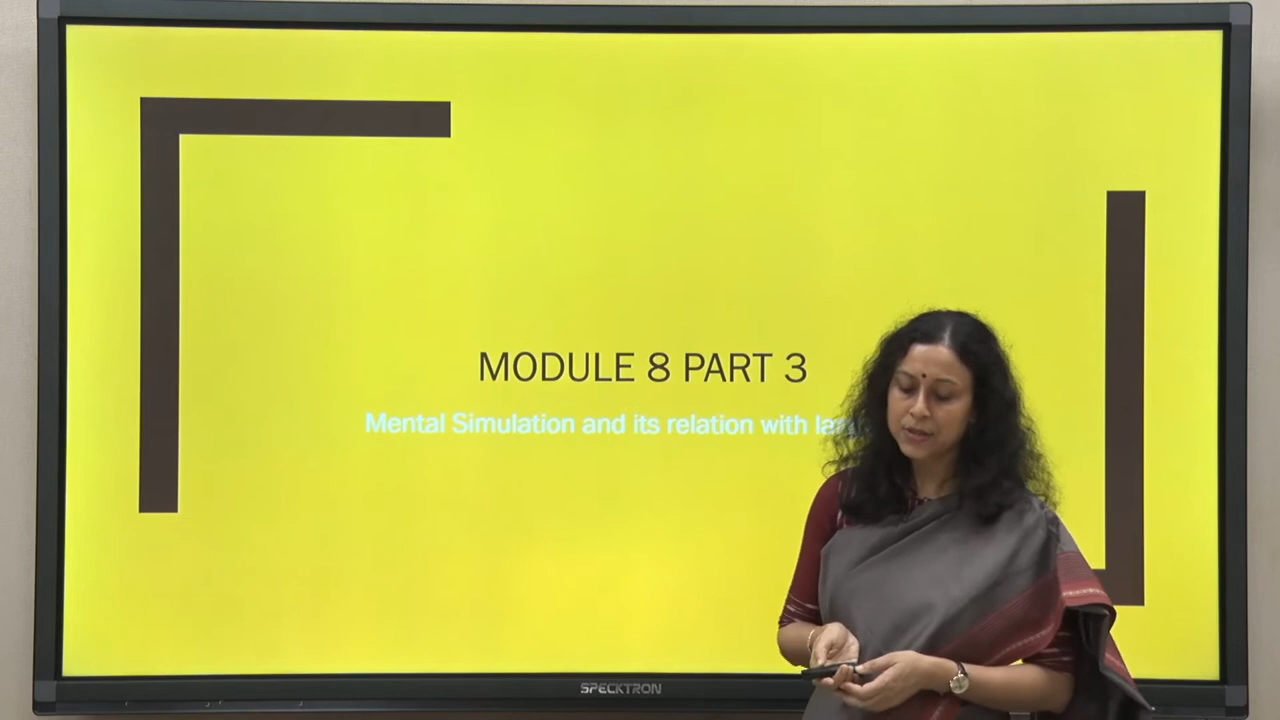 MODULE 8 PART 3
Mental Simulation and its relation with
SPECKTRON